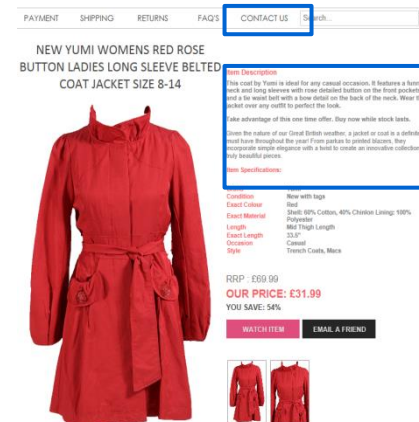 PAYMENT SHIPPING RETURNS FAQ'S CONTACT US Search...
NEW YUMI WOMENS RED ROSE
BUTTON LADIES LONG SLEEVE BELTED
COAT JACKET SIZE 8-14
Item Description
This coat by Yumi is ideal for any casual occasion. It features a funnel
neck and long sleeves with rose detailed button on the front pockets
and a tie waist belt with a bow detail on the back of the neck. Wear
jacket over any outfit to perfect the look.
Take advantage of this one time offer. Buy now while stock lasts.
Given the nature of our Great British weather, a jacket or coat is a
must have throughout the year! From parkas to printed blazers, they
incorporate simple elegance with a twist to create an innovative
truly beautiful pieces.
Item Specifications:
Condition New with tags
Exact Colour Red
Exact Material Shell: 60% Cotton, 40% Lining: 100%
Polyester
Length Mid Thigh Length
Exact Length 33.8"
Occasion Casual
Style Trench Coats, Macs
RRP : £69.99
OUR PRICE: £31.99
YOU SAVE: 54%
WATCH ITEM EMAIL A FRIEND